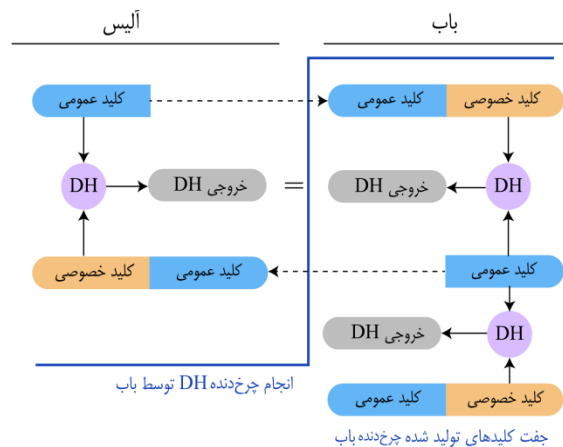 باب
آلیس
کلید خصوصی
کلید عمومی
کلید عمومی
DH
خروجی DH
=
خروجی DH
DH
کلید عمومی
کلید عمومی
کلید خصوصی
DH
خروجی DH
انجام چرخ‌دنده DH توسط باب
کلید خصوصی
کلید عمومی
جفت کلیدهای تولید شده چرخ‌دنده باب